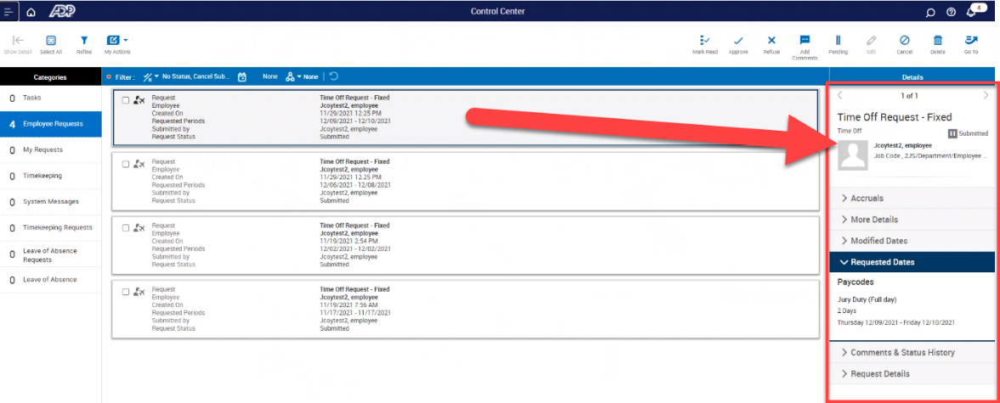 ADP
Control Center
4
Show Detail
Select All
Refine
My Actions
Mark Read
Approve
Refuse
Add Comments
Pending
Edit
Cancel
Delete
Go To
Categories
Filter: No Status, Cancel Sub...
None
None
Details
0 Tasks
4 Employee Requests
0 My Requests
0 Timekeeping
0 System Messages
0 Timekeeping Requests
0 Leave of Absence
Requests
0 Leave of Absence
Request Time Off Request - Fixed
Employee Jcoytest2, employee
Created On 11/29/2021 12:25 PM
Requested Periods 12/09/2021 - 12/10/2021
Submitted by Jcoytest2, employee
Request Status Submitted
Request Time Off Request - Fixed
Employee Jcoytest2, employee
Created On 11/29/2021 12:25 PM
Requested Periods 12/06/2021 - 12/08/2021
Submitted by Jcoytest2, employee
Request Status Submitted
Request Time Off Request - Fixed
Employee Jcoytest2, employee
Created On 11/19/2021 2:54 PM
Requested Periods 12/02/2021 - 12/02/2021
Submitted by Jcoytest2, employee
Request Status Submitted
Request Time Off Request - Fixed
Employee Jcoytest2, employee
Created On 11/19/2021 7:56 AM
Requested Periods 11/17/2021 - 11/17/2021
Submitted by Jcoytest2, employee
Request Status Submitted
1 of 1
Time Off Request - Fixed
Time Off
Submitted
Jcoytest2, employee
Job Code , 2JS/Department/Employee ...
Accruals
More Details
Modified Dates
Requested Dates
Paycodes
Jury Duty (Full day)
2 Days
Thursday 12/09/2021 - Friday 12/10/2021
Comments & Status History
Request Details